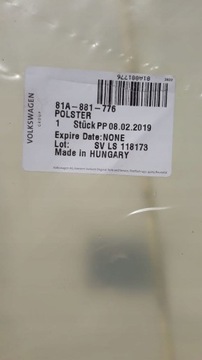 81A881776
VOLKSWAGEN
81A-881-776
POLSTER
1 Stück PP 08.02.2019
Expire Date: NONE
Lot: SV LS 118173
Made in HUNGARY